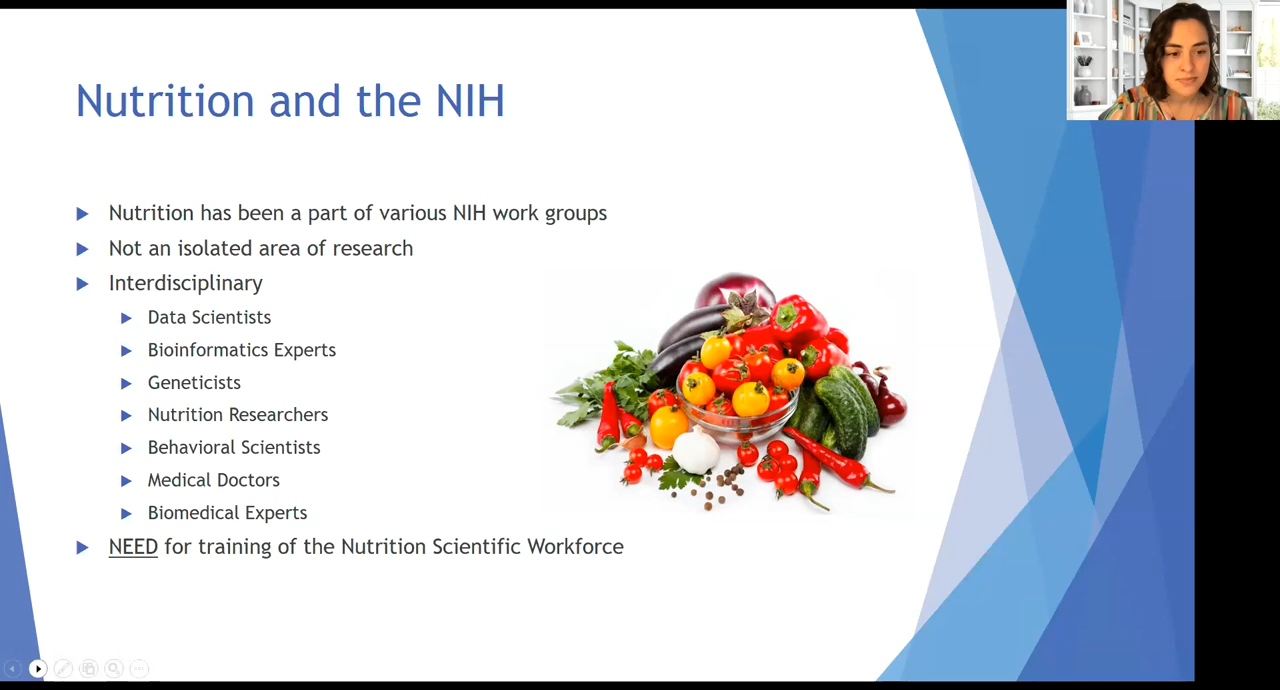 Nutrition and the NIH
Nutrition has been a part of various NIH work groups
Not an isolated area of research
Interdisciplinary
Data Scientists
Bioinformatics Experts
Geneticists
Nutrition Researchers
Behavioral Scientists
Medical Doctors
Biomedical Experts
NEED for training of the Nutrition Scientific Workforce